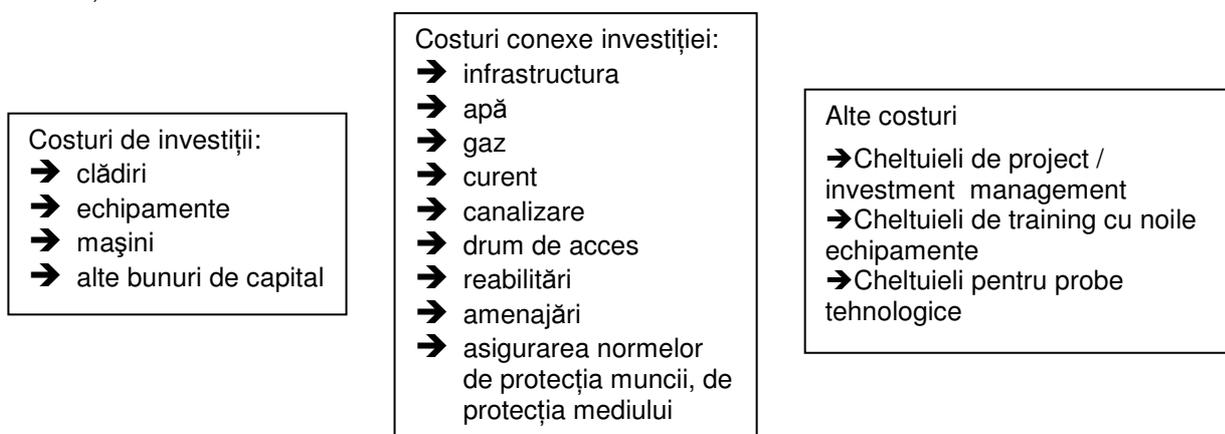 Costuri de investiții:
➔ clădiri
➔ echipamente
➔ maşini
➔ alte bunuri de capital
Costuri conexe investiției:
➔ infrastructura
➔ apă
➔ gaz
➔ curent
➔ canalizare
➔ drum de acces
➔ reabilitări
➔ amenajări
➔ asigurarea normelor
de protecția muncii, de
protecția mediului
Alte costuri
➔Cheltuieli de project /
investment management
➔Cheltuieli de training cu noile
echipamente
➔Cheltuieli pentru probe
tehnologice